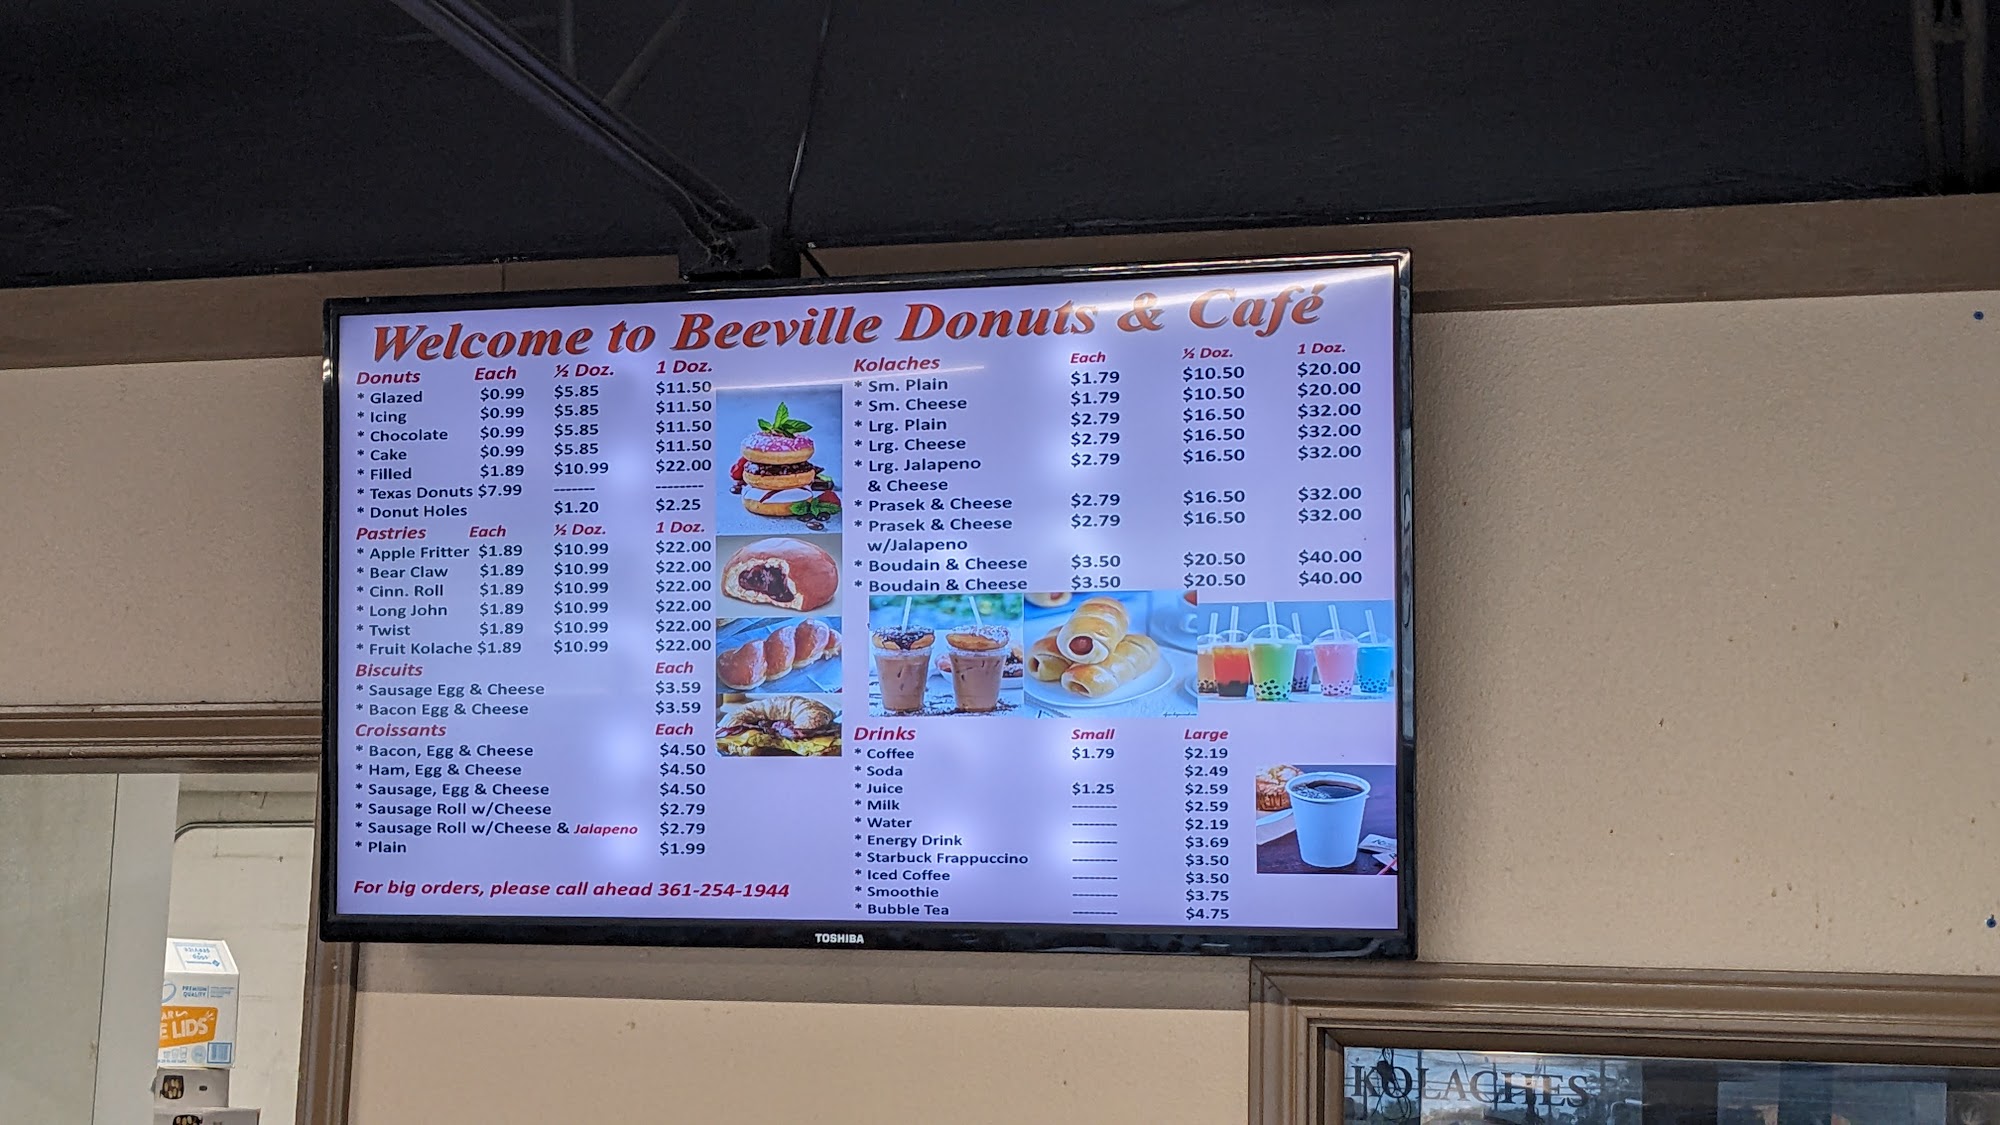 Welcome to Beeville Donuts & Café
Donuts Each ½ Doz. 1 Doz.
* Glazed $0.99 $5.85 $11.50
* Icing $0.99 $5.85 $11.50
* Chocolate $0.99 $5.85 $11.50
* Cake $0.99 $5.85 $11.50
* Filled $1.89 $10.99 $22.00
* Texas Donuts $7.99 ------- --------
* Donut Holes $1.20 $2.25
Pastries Each ½ Doz. 1 Doz.
* Apple Fritter $1.89 $10.99 $22.00
* Bear Claw $1.89 $10.99 $22.00
* Cinn. Roll $1.89 $10.99 $22.00
* Long John $1.89 $10.99 $22.00
* Twist $1.89 $10.99 $22.00
* Fruit Kolache $1.89 $10.99 $22.00
Biscuits Each
* Sausage Egg & Cheese $3.59
* Bacon Egg & Cheese $3.59
Croissants Each
* Bacon, Egg & Cheese $4.50
* Ham, Egg & Cheese $4.50
* Sausage, Egg & Cheese $4.50
* Sausage Roll w/Cheese $2.79
* Sausage Roll w/Cheese & Jalapeno $2.79
* Plain $1.99
For big orders, please call ahead 361-254-1944
Kolaches Each ½ Doz. 1 Doz.
* Sm. Plain $1.79 $10.50 $20.00
* Sm. Cheese $1.79 $10.50 $20.00
* Lrg. Plain $2.79 $16.50 $32.00
* Lrg. Cheese $2.79 $16.50 $32.00
* Lrg. Jalapeno $2.79 $16.50 $32.00
& Cheese
* Prasek & Cheese $2.79 $16.50 $32.00
* Prasek & Cheese $2.79 $16.50 $32.00
w/Jalapeno
* Boudain & Cheese $3.50 $20.50 $40.00
* Boudain & Cheese $3.50 $20.50 $40.00
Drinks Small Large
* Coffee $1.79 $2.19
* Soda $2.49
* Juice $1.25 $2.59
* Milk -------- $2.59
* Water -------- $2.19
* Energy Drink -------- $3.69
* Starbuck Frappuccino -------- $3.50
* Iced Coffee -------- $3.50
* Smoothie -------- $3.75
* Bubble Tea -------- $4.75
TOSHIBA
PREMIUM
QUALITY
LIDS
KOLACHES